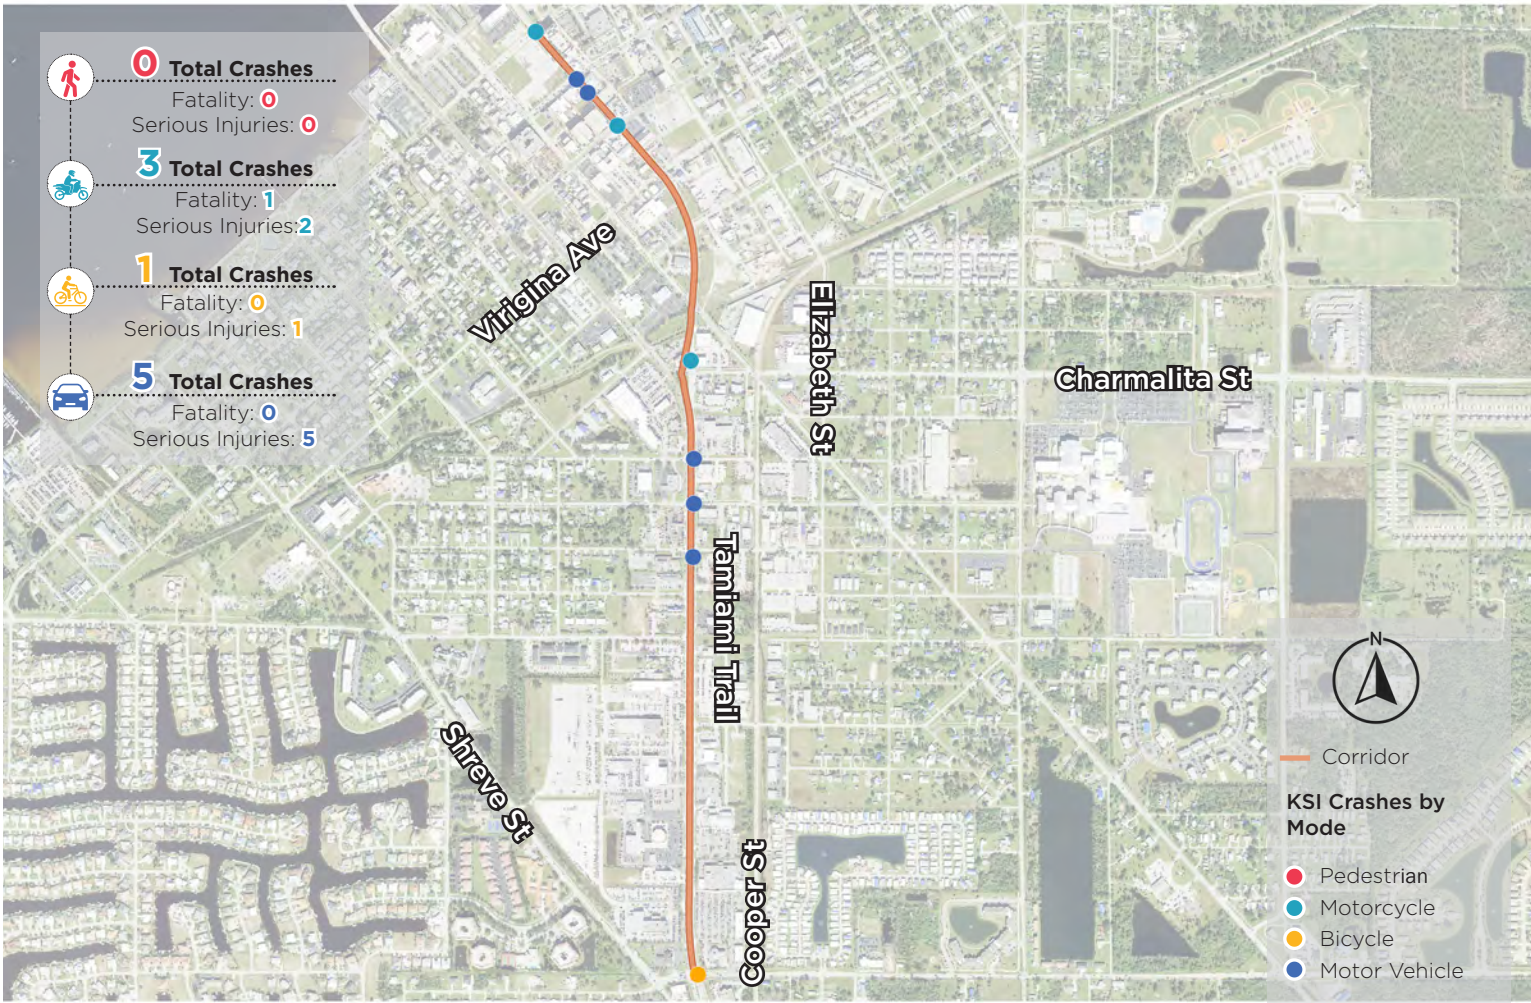 0 Total Crashes
Fatality: 0
Serious Injuries: 0
3 Total Crashes
Fatality: 1
Serious Injuries:2
1 Total Crashes
Fatality: 0
Serious Injuries: 1
5 Total Crashes
Fatality: 0
Serious Injuries: 5
Virigina Ave
Elizabeth St
Charmalita St
Tamiami Trail
Shreve St
Cooper St
N
Corridor
KSI Crashes by
Mode
Pedestrian
Motorcycle
Bicycle
Motor Vehicle